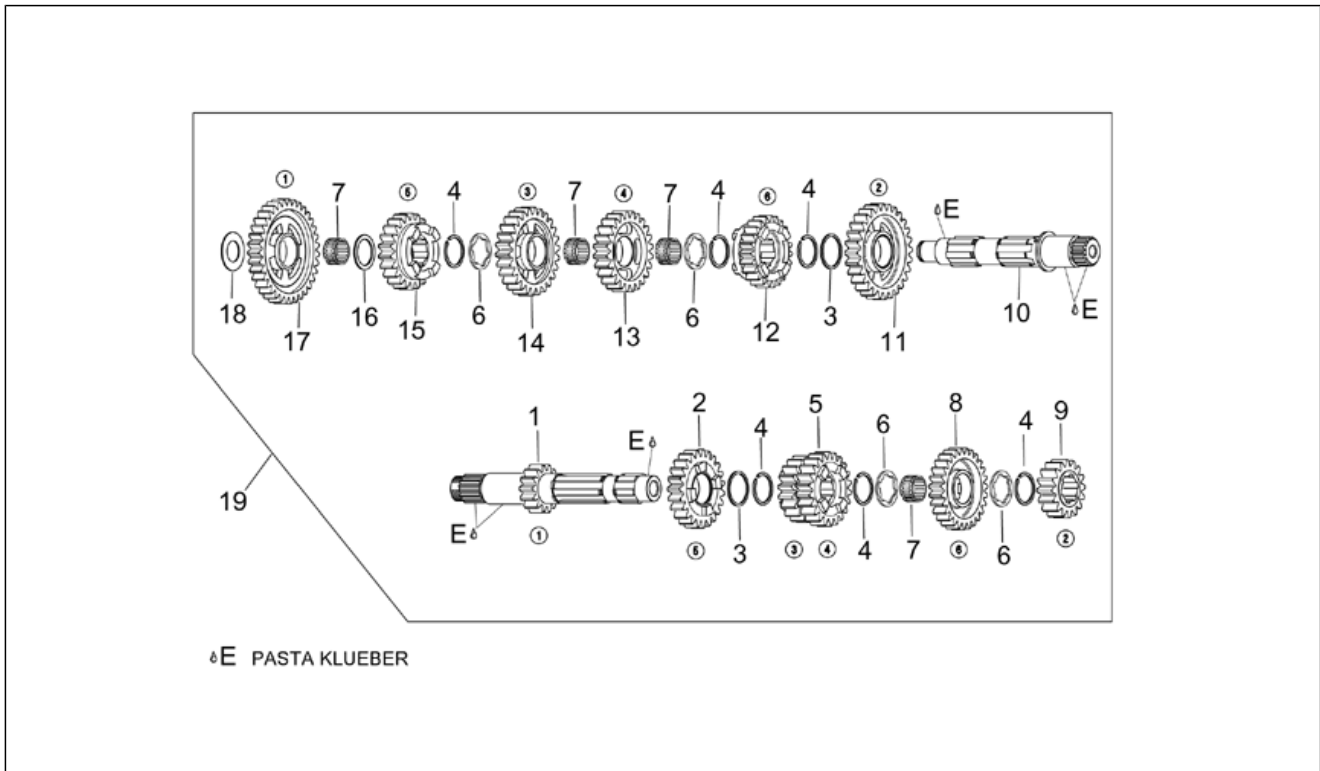 ① 7 ⑤ 4 ③ 7 ④ 7 4 ⑥ 4 ② E
18 17 16 15 6 14 13 6 12 3 11 10 E
1 E 2 4 5 6 8 4 9
19 E ① ⑤ 3 ③ ④ 4 7 ⑥ 6 ②
E PASTA KLUEBER